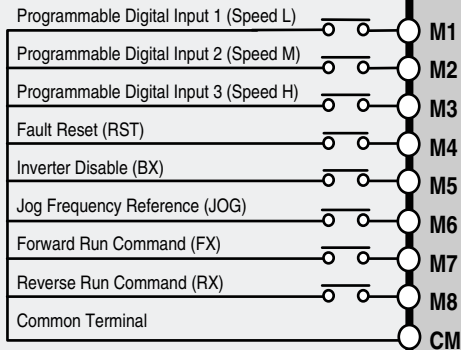 Programmable Digital Input 1 (Speed L)
M1
Programmable Digital Input 2 (Speed M)
M2
Programmable Digital Input 3 (Speed H)
M3
Fault Reset (RST)
M4
Inverter Disable (BX)
M5
Jog Frequency Reference (JOG)
M6
Forward Run Command (FX)
M7
Reverse Run Command (RX)
M8
Common Terminal
CM